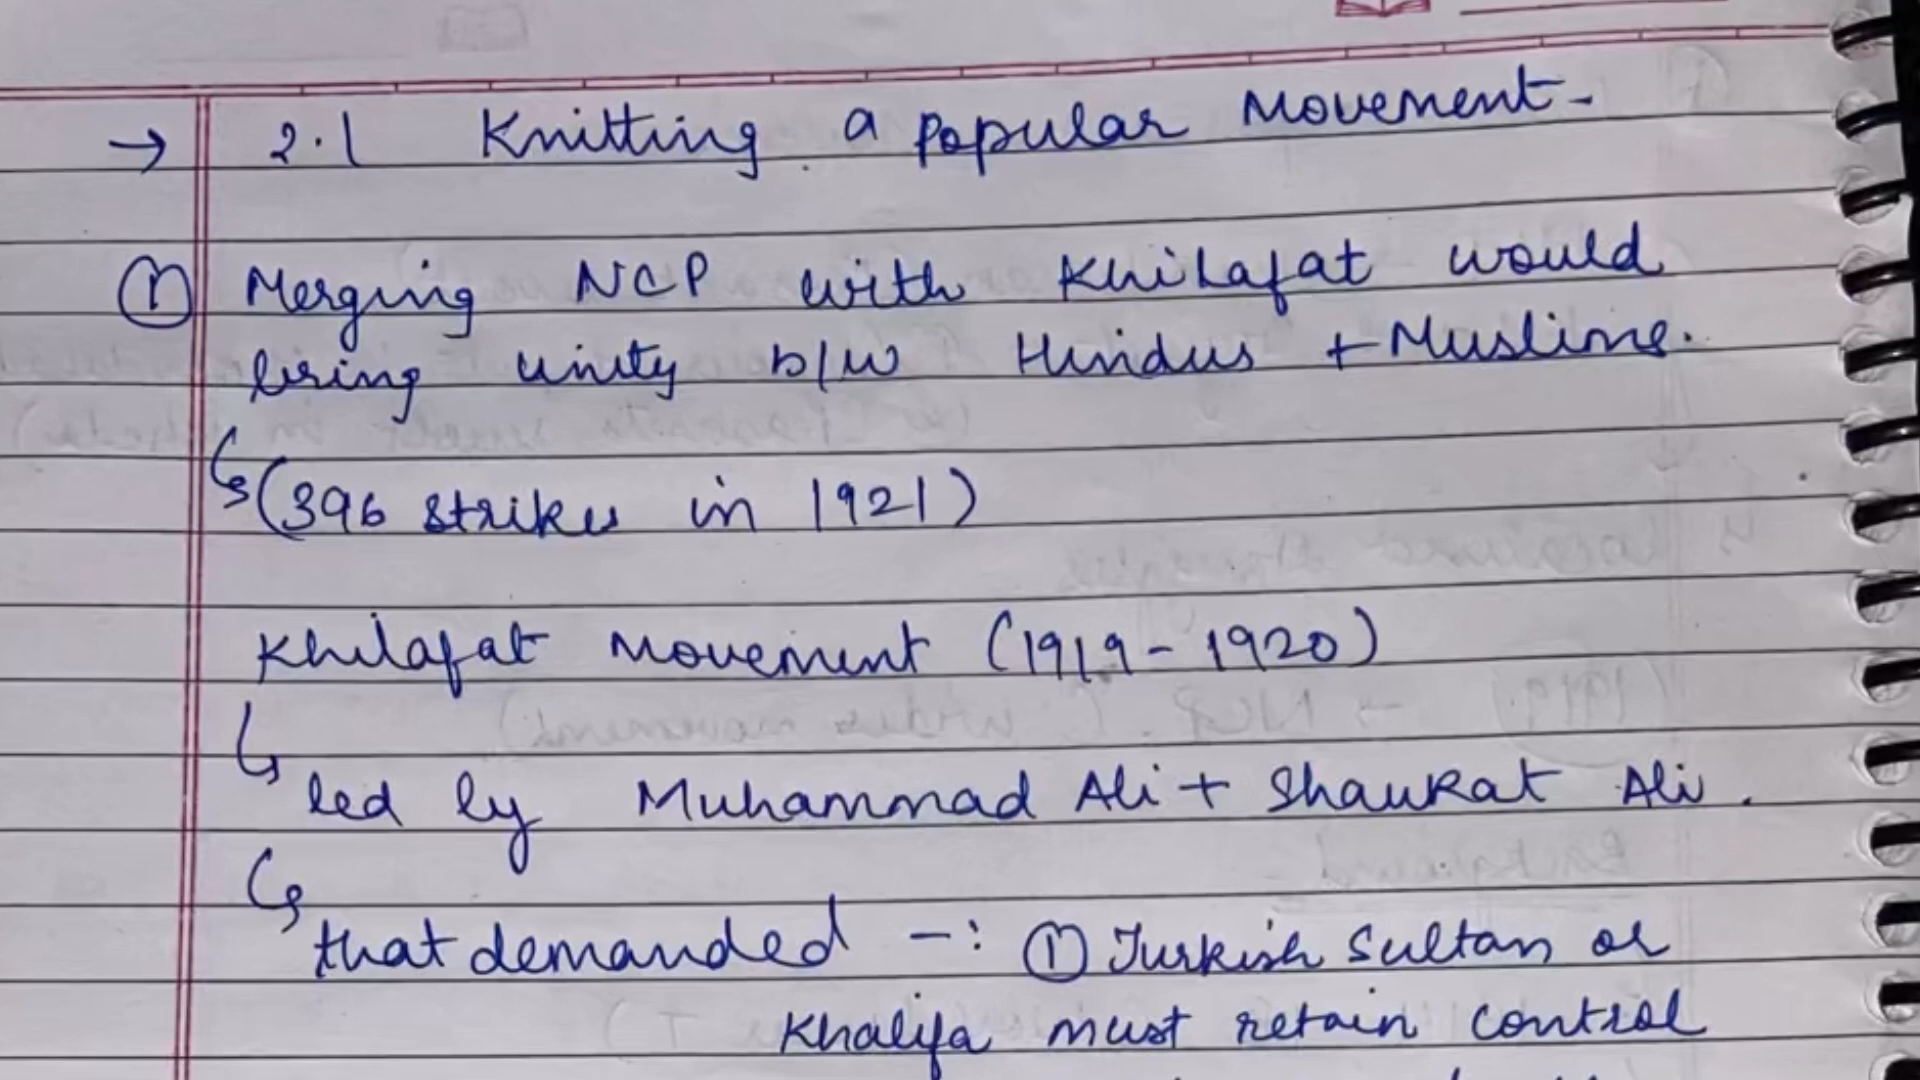 → 2.1 Knitting a Popular Movement-
① Merging NCP with Khilafat would
bring unity b/w Hindus + Muslims.
↳ (396 strikes in 1921)
Khilafat Movement (1919-1920)
↳ led by Muhammad Ali + Shaukat Ali.
↳ that demanded -: ① Turkish Sultan or
Khalifa must retain control